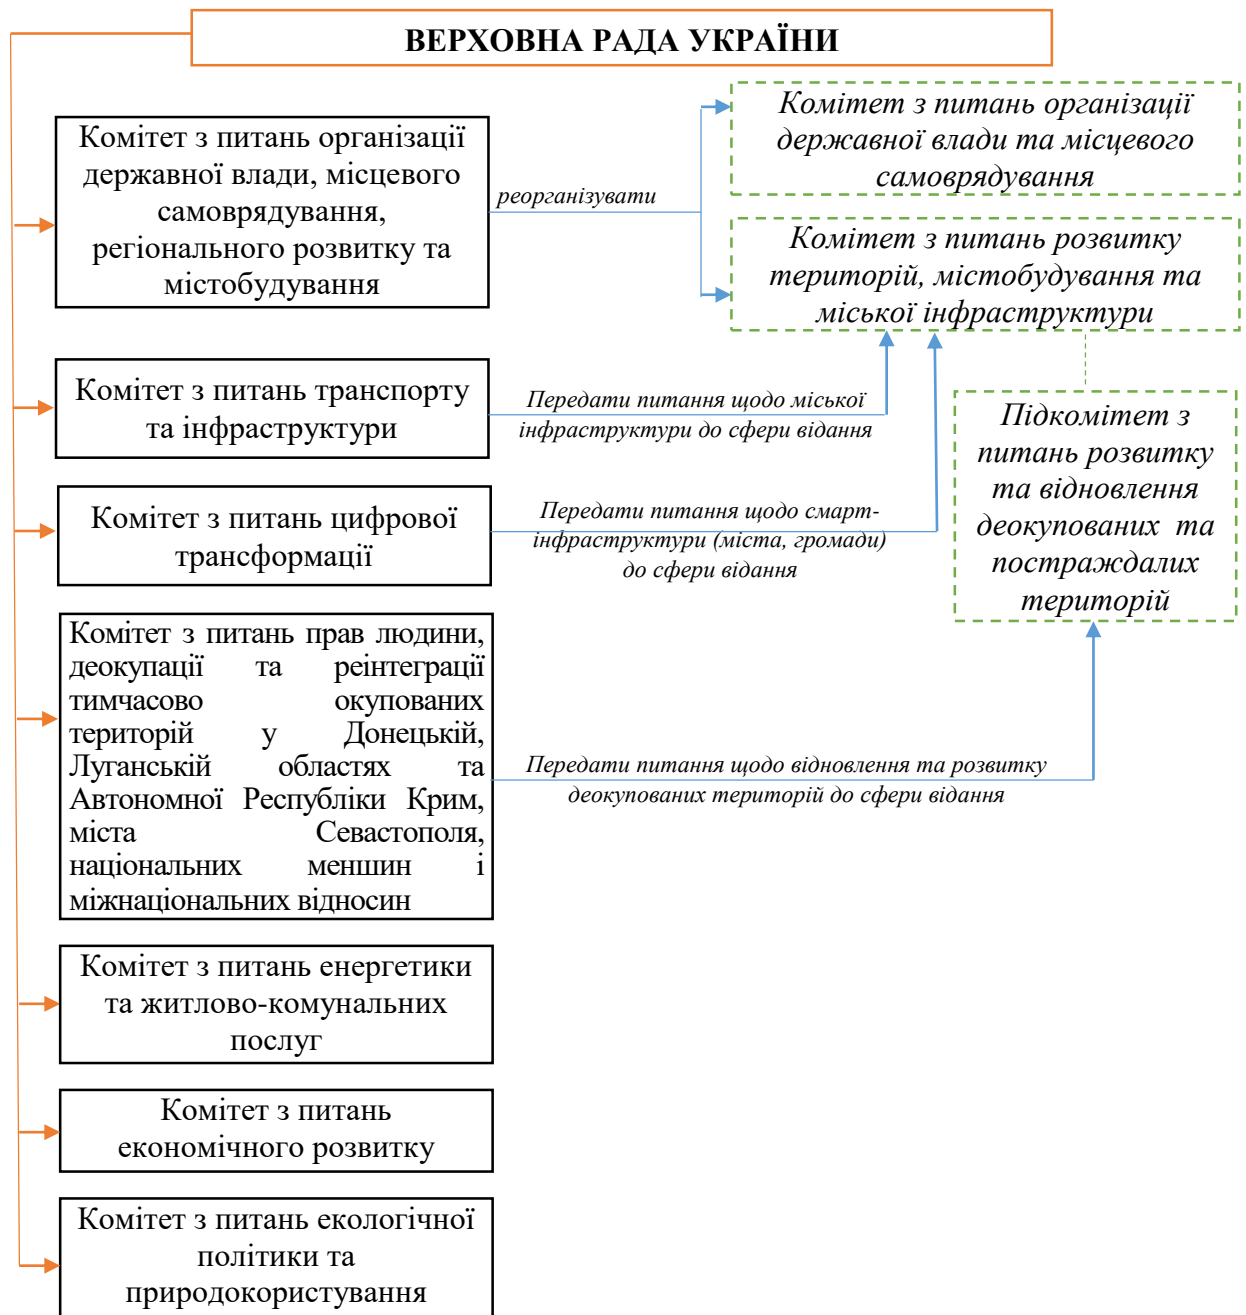 ВЕРХОВНА РАДА УКРАЇНИ
Комітет з питань організації
державної влади, місцевого
самоврядування,
регіонального розвитку та
містобудування
реорганізувати
Комітет з питань організації
державної влади та місцевого
самоврядування
Комітет з питань розвитку
територій, містобудування та
міської інфраструктури
Комітет з питань транспорту
та інфраструктури
Передати питання щодо міської
інфраструктури до сфери відання
Підкомітет з
питань розвитку
та відновлення
деокупованих та
постраждалих
територій
Комітет з питань цифрової
трансформації
Передати питання щодо смарт-
інфраструктури (міста, громади)
до сфери відання
Комітет з питань прав людини,
деокупації та реінтеграції
тимчасово окупованих
територій у Донецькій,
Луганській областях та
Автономної Республіки Крим,
міста Севастополя,
національних меншин і
міжнаціональних відносин
Передати питання щодо відновлення та розвитку
деокупованих територій до сфери відання
Комітет з питань енергетики
та житлово-комунальних
послуг
Комітет з питань
економічного розвитку
Комітет з питань екологічної
політики та
природокористування